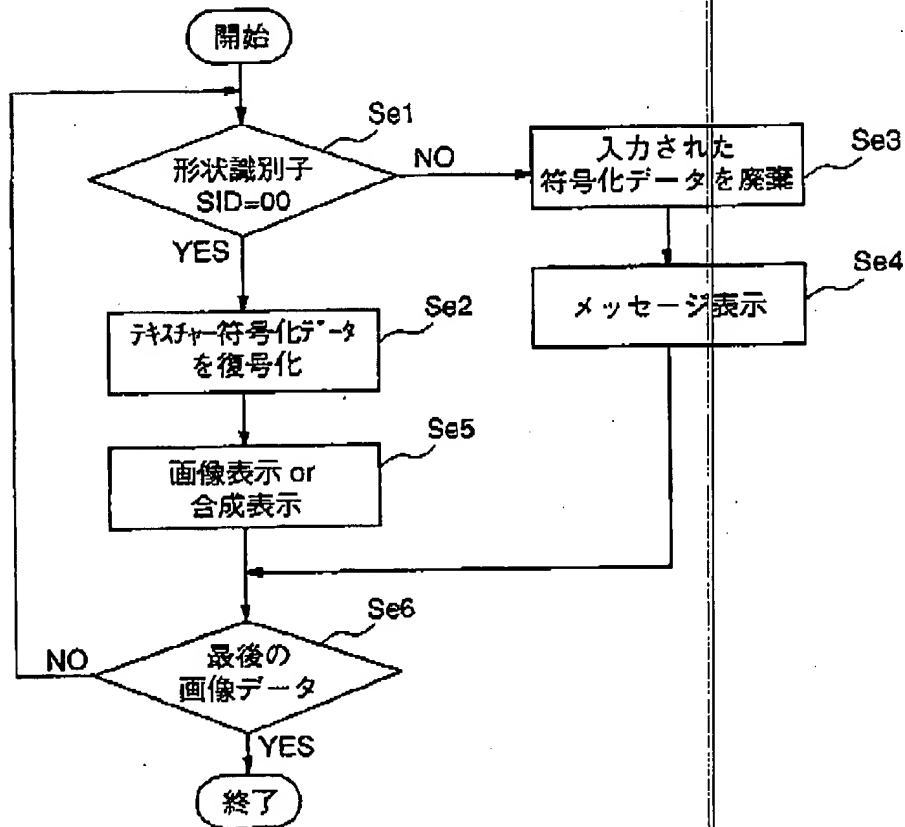 開始
Se1
形状識別子
SID=00
NO
YES
入力された
符号化データを廃棄
Se3
Se4
メッセージ表示
Se2
テキスチャー符号化データ
を復号化
Se5
画像表示 or
合成表示
Se6
最後の
画像データ
NO
YES
終了